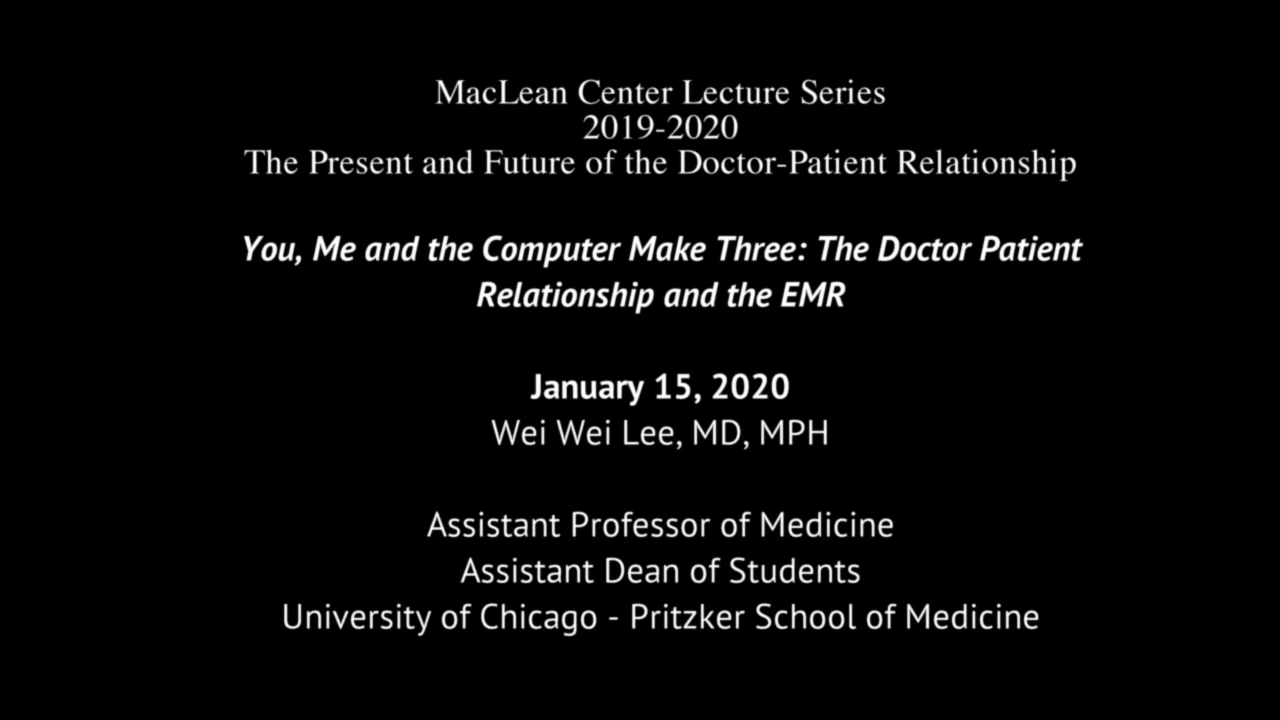 MacLean Center Lecture Series
2019-2020
The Present and Future of the Doctor-Patient Relationship
You, Me and the Computer Make Three: The Doctor Patient
Relationship and the EMR
January 15, 2020
Wei Wei Lee, MD, MPH
Assistant Professor of Medicine
Assistant Dean of Students
University of Chicago - Pritzker School of Medicine